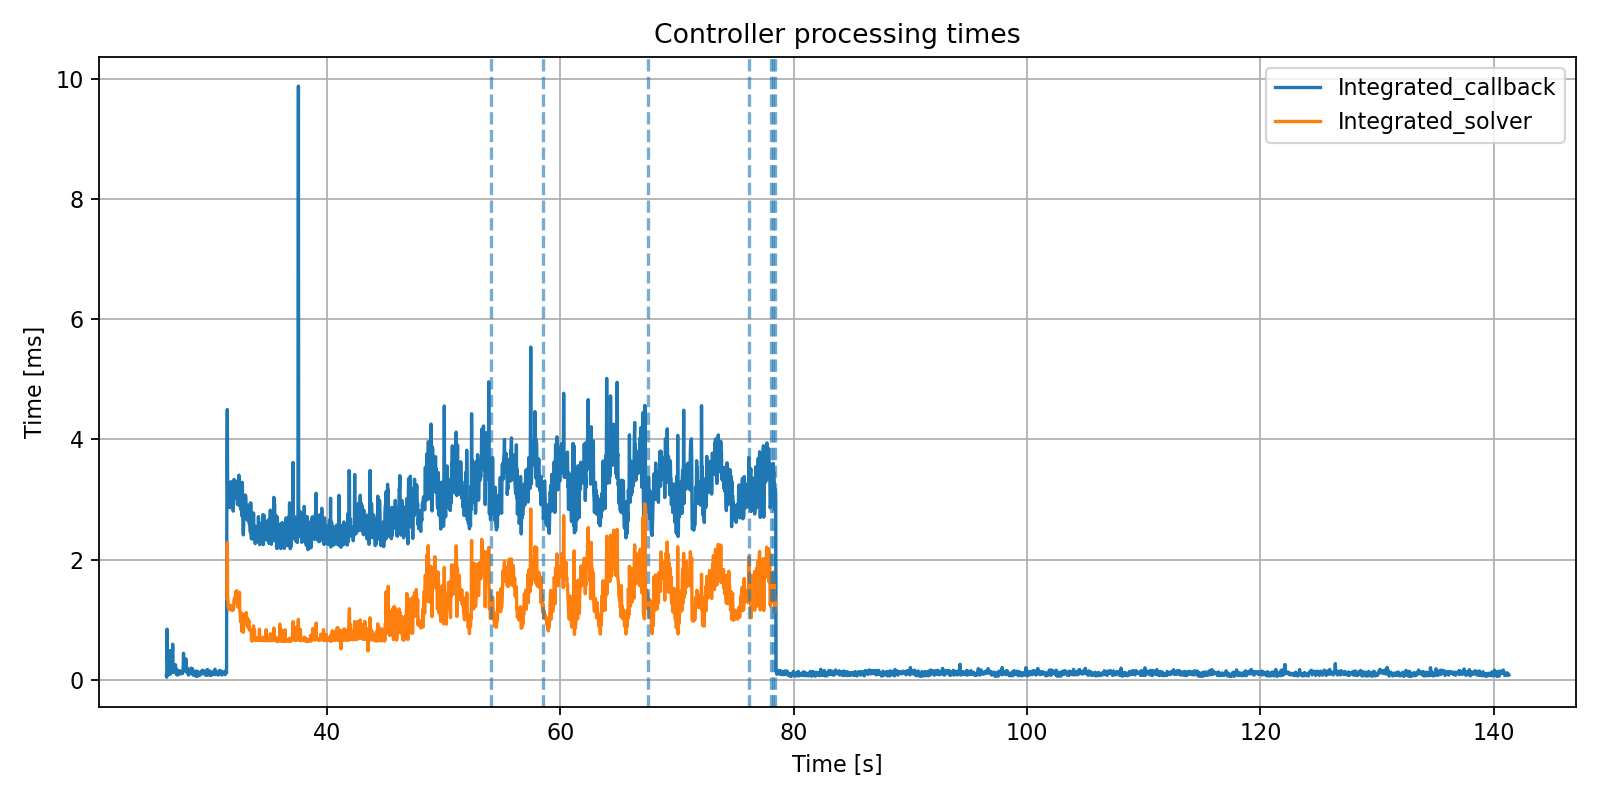 Controller processing times
Integrated_callback
Integrated_solver
Time [ms]
10
8
6
4
2
0
40
60
80
100
120
140
Time [s]